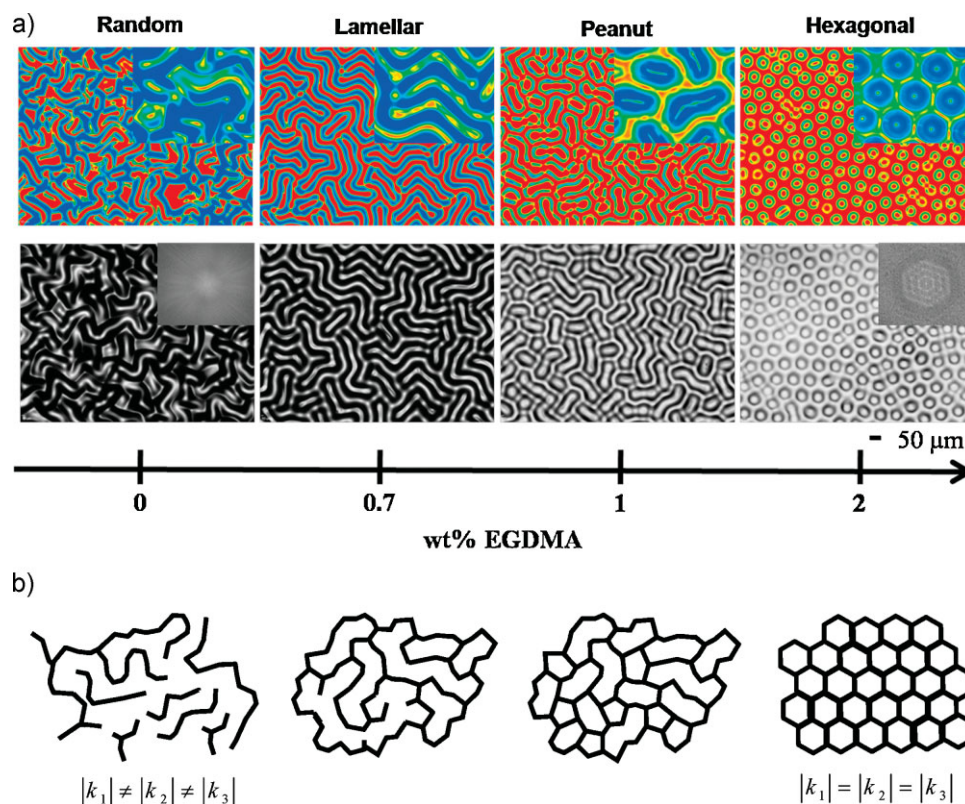 a)
Random Lamellar Peanut Hexagonal
50 μm
0 0.7 1 2
wt% EGDMA
b)
|k₁| ≠ |k₂| ≠ |k₃| |k₁| = |k₂| = |k₃|